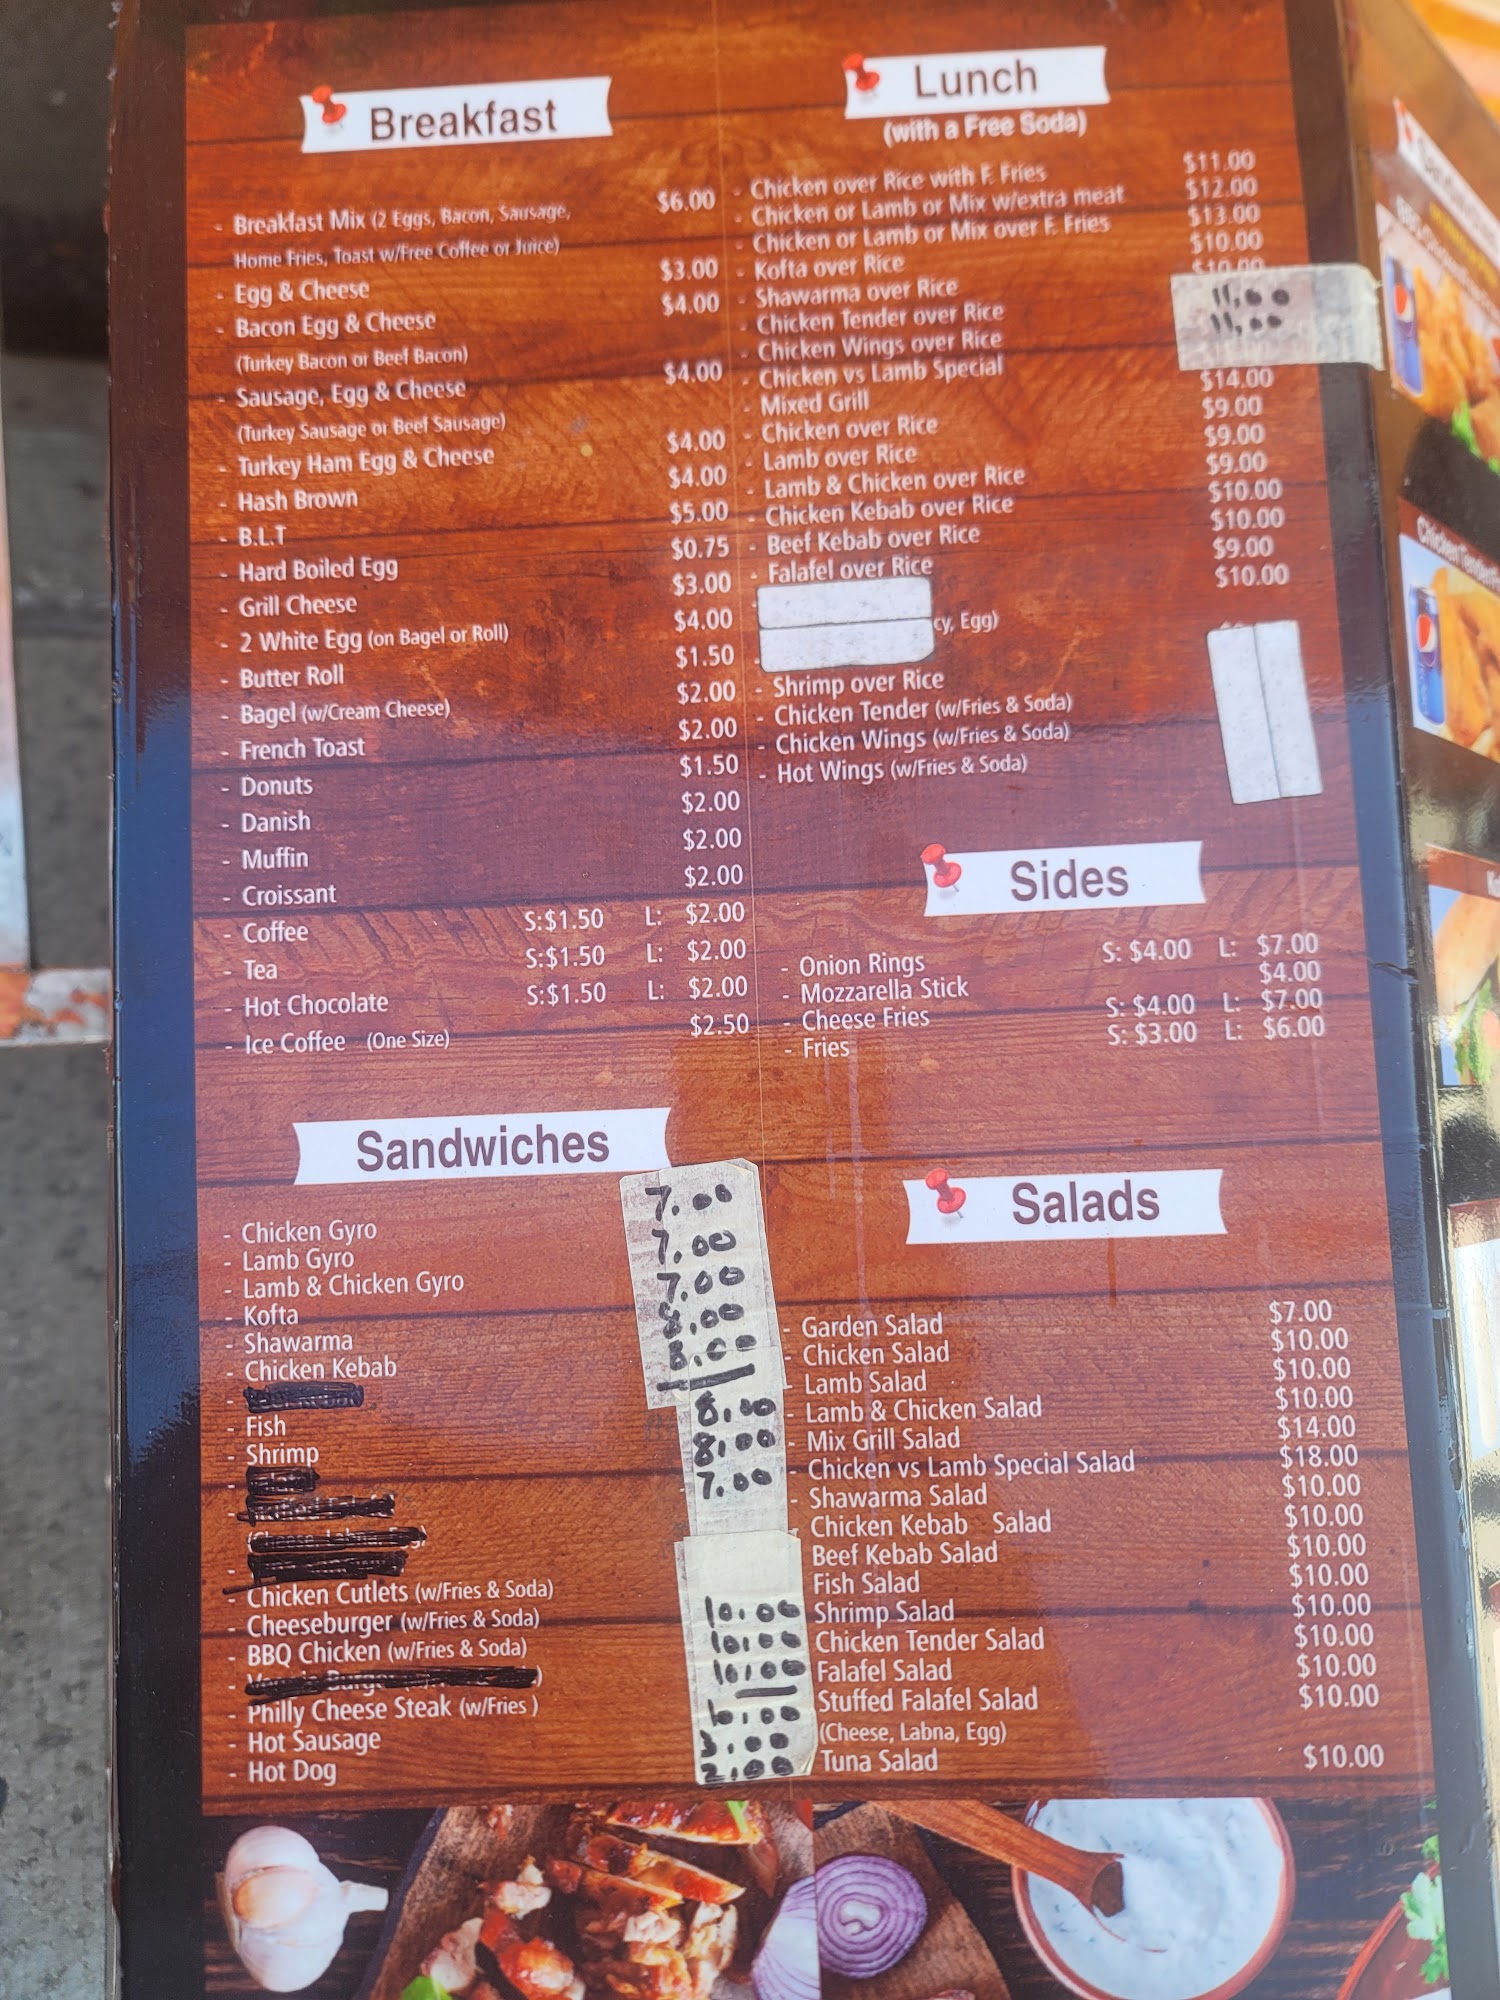 Breakfast
- Breakfast Mix (2 Eggs, Bacon, Sausage, $6.00
Home Fries, Toast w/Free Coffee or Juice)
- Egg & Cheese $3.00
- Bacon Egg & Cheese $4.00
(Turkey Bacon or Beef Bacon)
- Sausage, Egg & Cheese $4.00
(Turkey Sausage or Beef Sausage)
- Turkey Ham Egg & Cheese $4.00
- Hash Brown $4.00
- B.L.T $5.00
- Hard Boiled Egg $0.75
- Grill Cheese $3.00
- 2 White Egg (on Bagel or Roll) $4.00
- Butter Roll $1.50
- Bagel (w/Cream Cheese) $2.00
- French Toast $2.00
- Donuts $1.50
- Danish $2.00
- Muffin $2.00
- Croissant $2.00
- Coffee S:$1.50 L: $2.00
- Tea S:$1.50 L: $2.00
- Hot Chocolate S:$1.50 L: $2.00
- Ice Coffee (One Size) $2.50
Lunch
(with a Free Soda)
- Chicken over Rice with F. Fries $11.00
- Chicken or Lamb or Mix w/extra meat $12.00
- Chicken or Lamb or Mix over F. Fries $13.00
- Kofta over Rice $10.00
- Shawarma over Rice $10.00
- Chicken Tender over Rice 11.00
- Chicken Wings over Rice 11.00
- Chicken vs Lamb Special
- Mixed Grill $14.00
- Chicken over Rice $9.00
- Lamb over Rice $9.00
- Lamb & Chicken over Rice $9.00
- Chicken Kebab over Rice $10.00
- Beef Kebab over Rice $10.00
- Falafel over Rice $9.00
$10.00
cy, Egg)
- Shrimp over Rice
- Chicken Tender (w/Fries & Soda)
- Chicken Wings (w/Fries & Soda)
- Hot Wings (w/Fries & Soda)
Sides
- Onion Rings S: $4.00 L: $7.00
- Mozzarella Stick $4.00
- Cheese Fries S: $4.00 L: $7.00
- Fries S: $3.00 L: $6.00
Sandwiches
- Chicken Gyro 7.00
- Lamb Gyro 7.00
- Lamb & Chicken Gyro 7.00
- Kofta 8.00
- Shawarma 8.00
- Chicken Kebab
- Fish 8.00
- Shrimp 8.00
7.00
- Chicken Cutlets (w/Fries & Soda) 10.00
- Cheeseburger (w/Fries & Soda) 10.00
- BBQ Chicken (w/Fries & Soda) 10.00
- Philly Cheese Steak (w/Fries )
- Hot Sausage 3.00
- Hot Dog 2.00
Salads
- Garden Salad $7.00
- Chicken Salad $10.00
- Lamb Salad $10.00
- Lamb & Chicken Salad $10.00
- Mix Grill Salad $14.00
- Chicken vs Lamb Special Salad $18.00
- Shawarma Salad $10.00
Chicken Kebab Salad $10.00
Beef Kebab Salad $10.00
Fish Salad $10.00
Shrimp Salad $10.00
Chicken Tender Salad $10.00
Falafel Salad $10.00
Stuffed Falafel Salad $10.00
(Cheese, Labna, Egg)
Tuna Salad $10.00